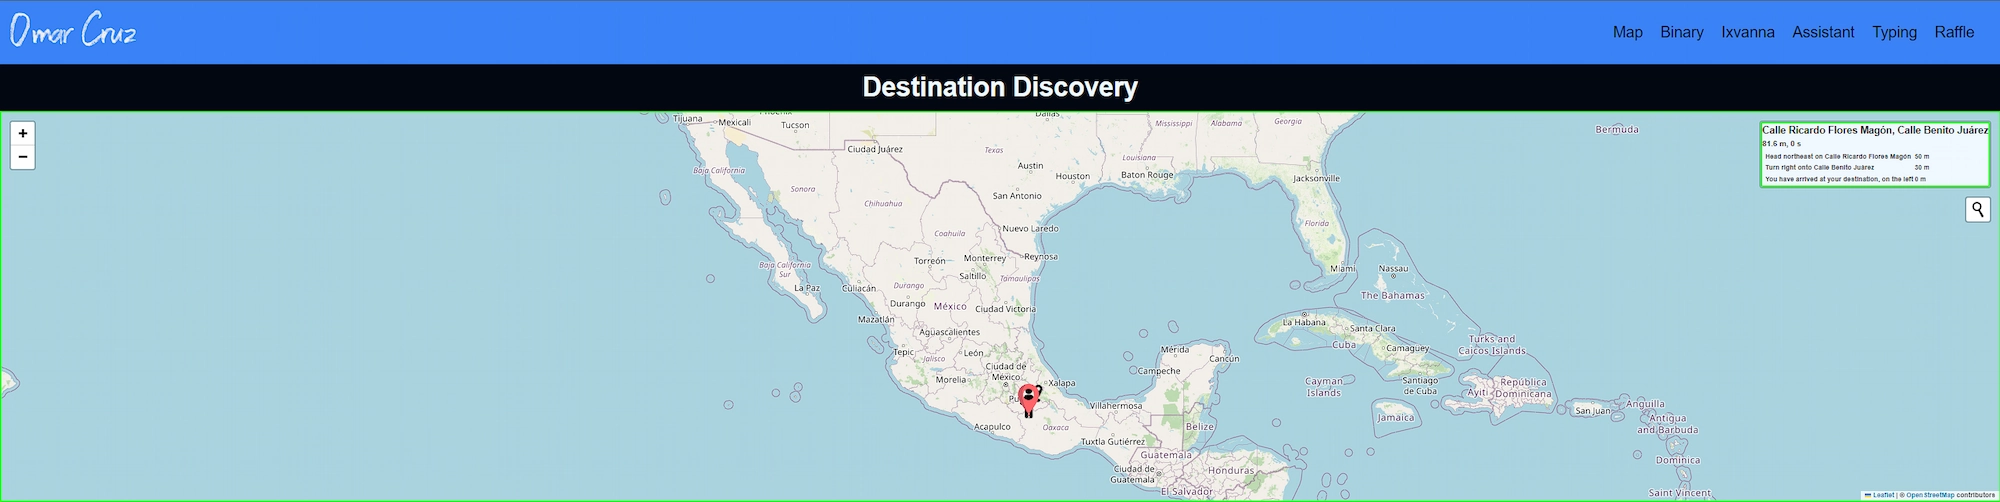 Omar Cruz
Map Binary Ixvanna Assistant Typing Raffle
Destination Discovery
+
−
Calle Ricardo Flores Magón, Calle Benito Juárez
81.6 m, 0 s
Head northeast on Calle Ricardo Flores Magón 50 m
Turn right onto Calle Benito Juárez 30 m
You have arrived at your destination, on the left 0 m
Tijuana
Mexicali
Phoenix
Tucson
Dallas
Mississippi
Alabama
Georgia
Bermuda
Ciudad Juárez
Texas
Austin
Louisiana
Houston
Baton Rouge
Jacksonville
Baja California
Sonora
San Antonio
Chihuahua
Nuevo Laredo
Florida
Coahuila
Monterrey
Reynosa
Torreón
Baja California
Sur
Saltillo
Tamaulipas
Miami
Nassau
La Paz
Culiacán
Durango
The Bahamas
Durango
México
Ciudad Victoria
Mazatlán
La Habana
Santa Clara
Aguascalientes
Cuba
Camaguey
Turks and
Caicos Islands
Tepic
Jalisco
León
Mérida
Cancún
Ciudad de
México
Campeche
Morelia
Xalapa
Cayman
Islands
Santiago
de Cuba
Ayiti
República
Dominicana
Pu
Villahermosa
Jamaica
San Juan
Anguilla
Antigua
and Barbuda
Acapulco
Oaxaca
Belize
Tuxtla Gutiérrez
Guatemala
Dominica
Ciudad de
Guatemala
Honduras
El Salvador
Saint Vincent
Leaflet | © OpenStreetMap contributors